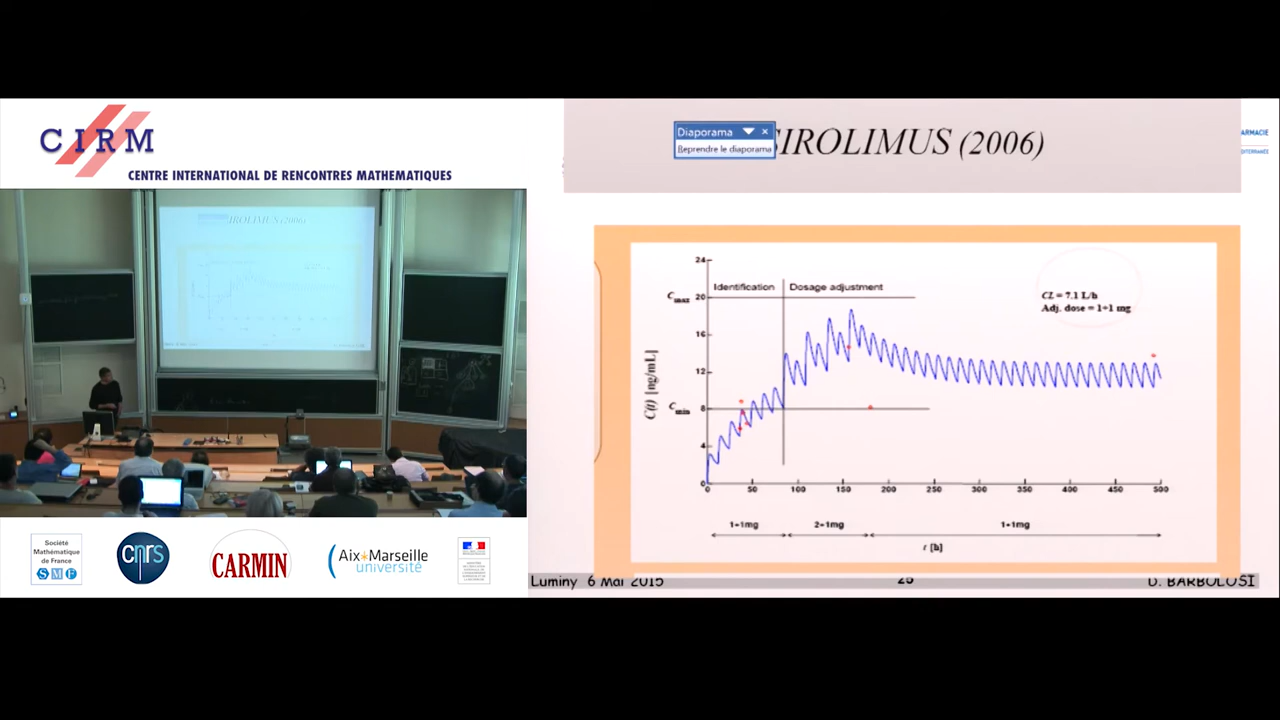 CIRM
CENTRE INTERNATIONAL DE RENCONTRES MATHEMATIQUES
Société
Mathématique
de France
SMF
cnrs
CARMIN
Aix*Marseille
université
Diaporama
Reprendre le diaporama
SIROLIMUS (2006)
Identification
Dosage adjustment
CL = 7.1 L/h
Adj. dose = 1+1 mg
C(t) [ng/mL]
24
Cmax 20
16
12
Cmin 8
4
0
0 50 100 150 200 250 300 350 400 450 500
1+1mg 2+1mg 1+1mg
t [h]
Luminy 6 Mai 2015
25
D. BARBOLOSI